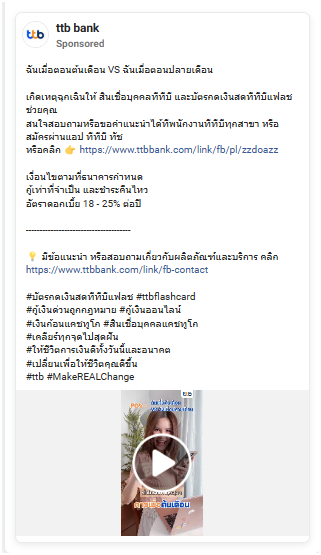 ttb
ttb bank
Sponsored
ฉันเมื่อตอนต้นเดือน VS ฉันเมื่อตอนปลายเดือน
เกิดเหตุฉุกเฉินให้ สินเชื่อบุคคลทีทีบี และบัตรกดเงินสดทีทีบีแฟลช
ช่วยคุณ
สนใจสอบถามหรือขอคำแนะนำได้ที่พนักงานทีทีบีทุกสาขา หรือ
สมัครผ่านแอป ทีทีบี ทัช
หรือคลิก 👉 https://www.ttbbank.com/link/fb/pl/zzdoazz
เงื่อนไขตามที่ธนาคารกำหนด
กู้เท่าที่จำเป็น และชำระคืนไหว
อัตราดอกเบี้ย 18 - 25% ต่อปี
-------------------------------------
💡 มีข้อแนะนำ หรือสอบถามเกี่ยวกับผลิตภัณฑ์และบริการ คลิก
https://www.ttbbank.com/link/fb-contact
#บัตรกดเงินสดทีทีบีแฟลช #ttbflashcard
#กู้เงินด่วนถูกกฎหมาย #กู้เงินออนไลน์
#เงินก้อนแคชทูโก #สินเชื่อบุคคลแคชทูโก
#เคลียร์ทุกจุดไปสุดฝัน
#ให้ชีวิตการเงินดีทั้งวันนี้และอนาคต
#เปลี่ยนเพื่อให้ชีวิตคุณดีขึ้น
#ttb #MakeREALChange